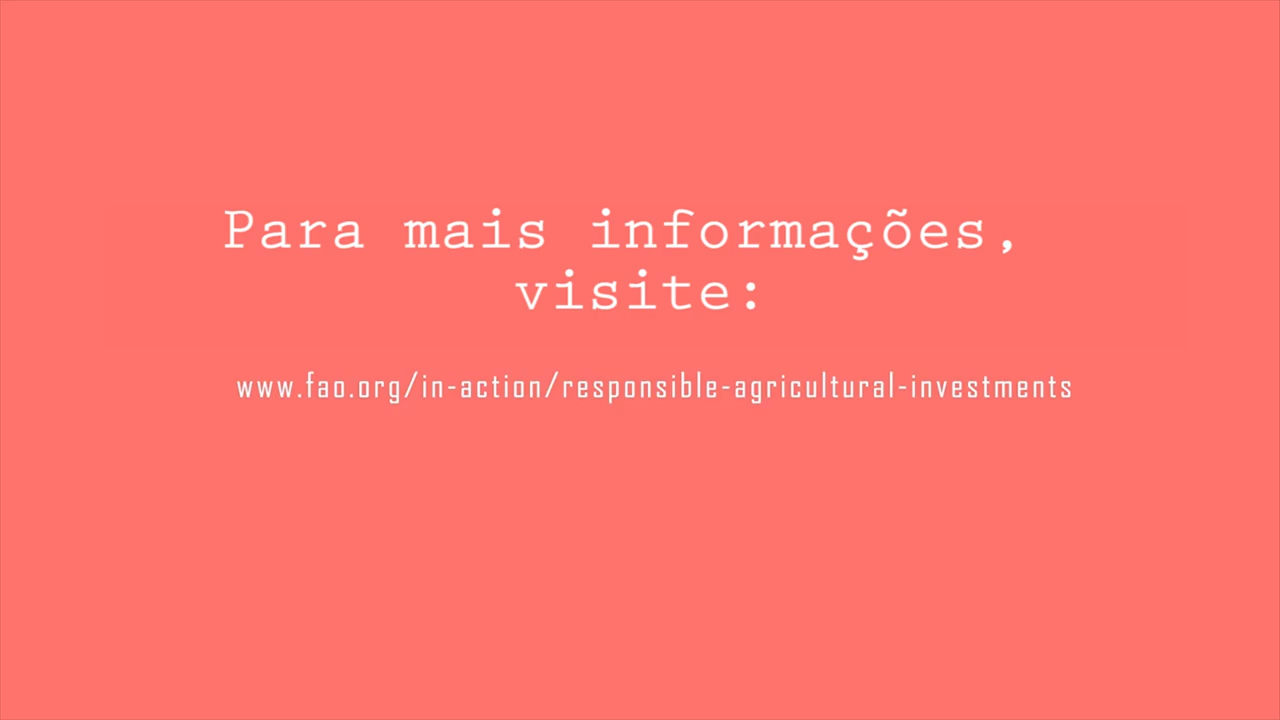 Para mais informações,
visite:
www.fao.org/in-action/responsible-agricultural-investments